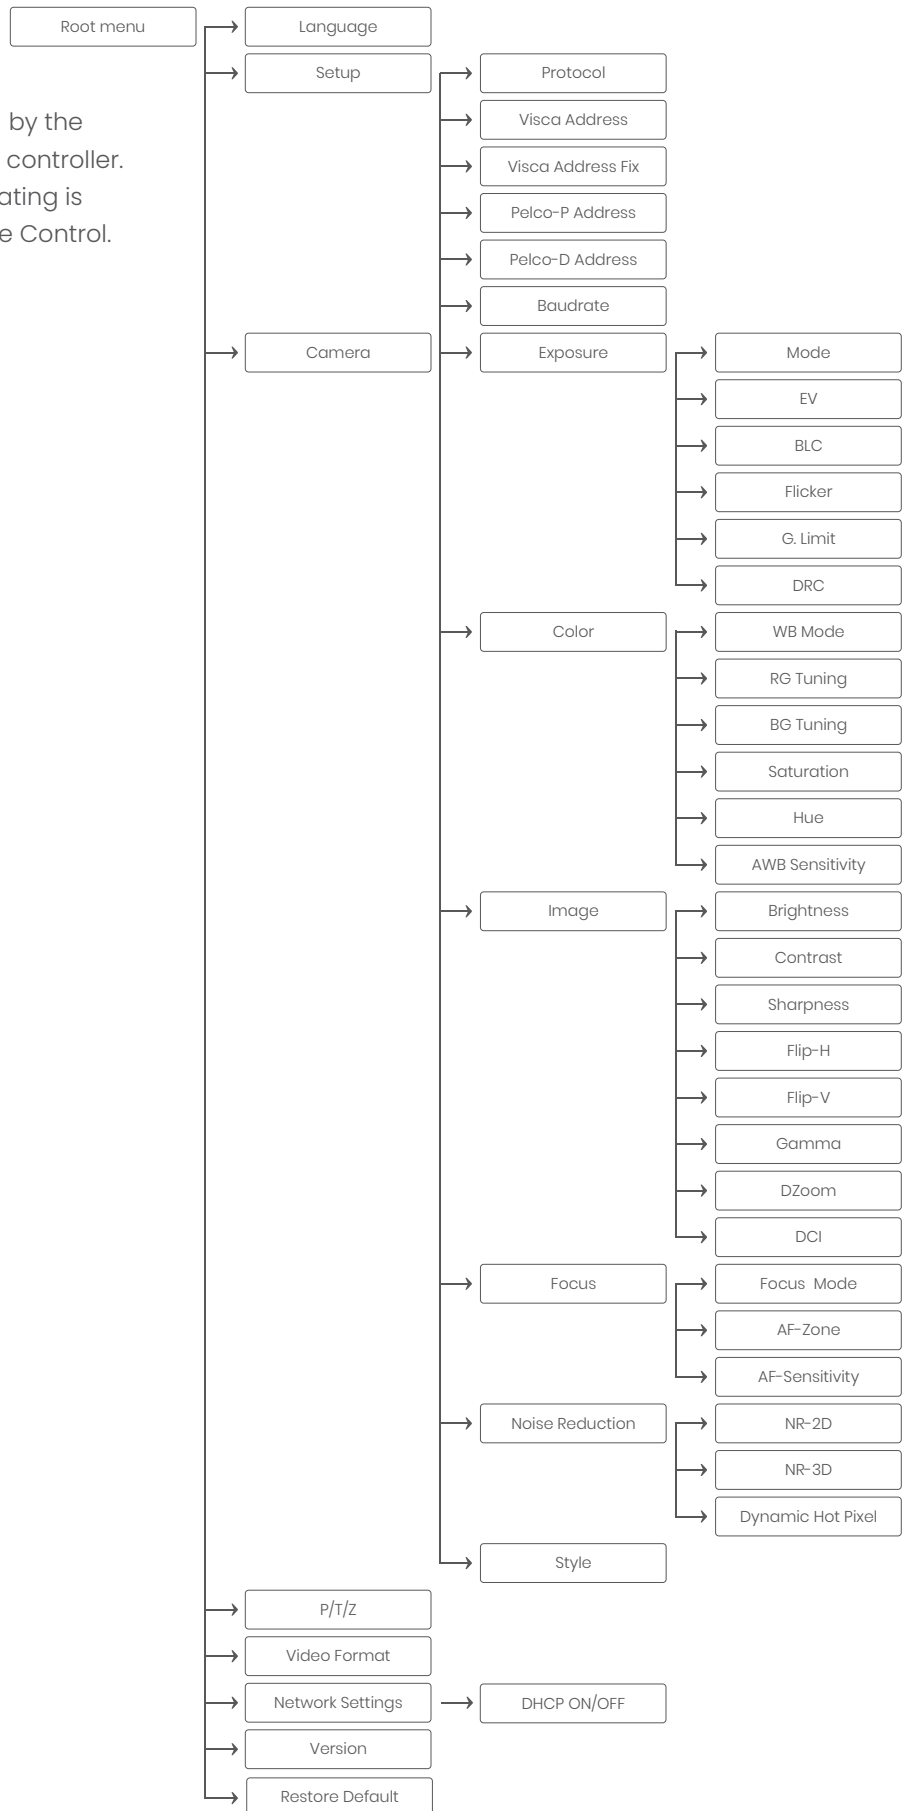 Root menu
Language
Setup
Protocol
by the
Visca Address
controller.
Visca Address Fix
ating is
Pelco-P Address
e Control.
Pelco-D Address
Baudrate
Camera
Exposure
Mode
EV
BLC
Flicker
G. Limit
DRC
Color
WB Mode
RG Tuning
BG Tuning
Saturation
Hue
AWB Sensitivity
Image
Brightness
Contrast
Sharpness
Flip-H
Flip-V
Gamma
DZoom
DCI
Focus
Focus Mode
AF-Zone
AF-Sensitivity
Noise Reduction
NR-2D
NR-3D
Dynamic Hot Pixel
Style
P/T/Z
Video Format
Network Settings
DHCP ON/OFF
Version
Restore Default